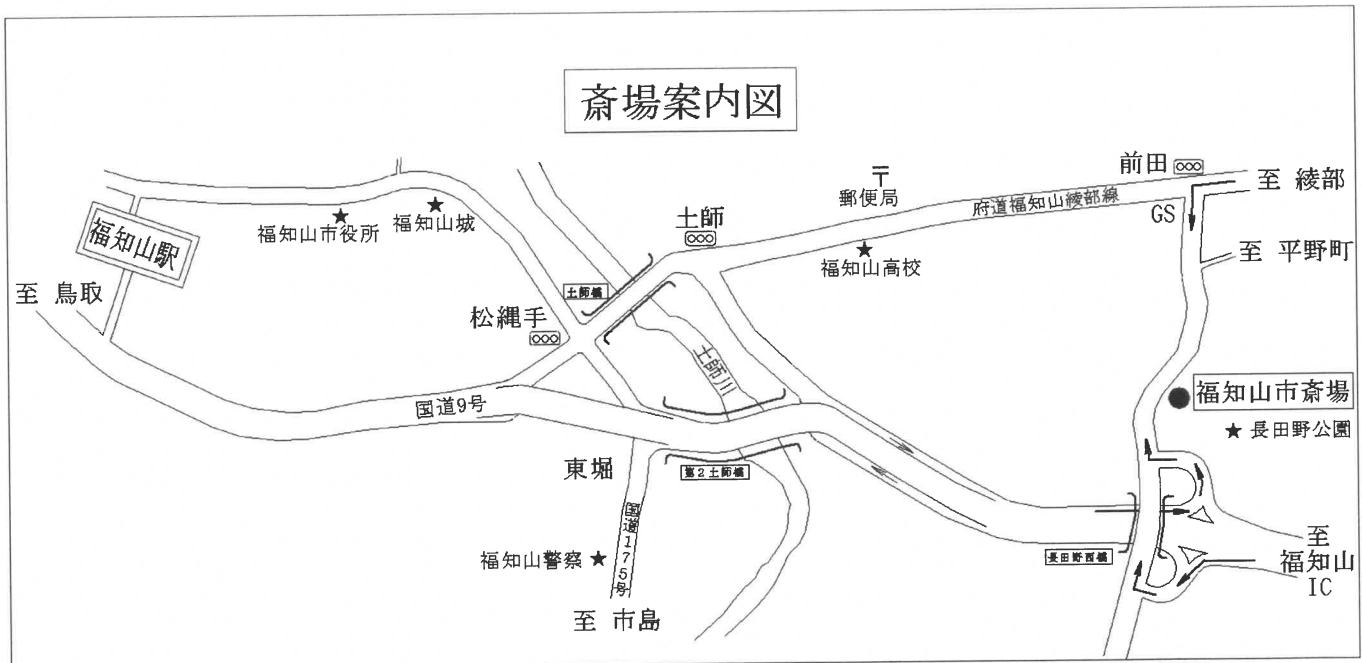 斎場案内図
前田
至 綾部
〒
郵便局
府道福知山綾部線
GS
土師
福知山市役所
福知山城
福知山高校
至 平野町
福知山駅
至 鳥取
土師橋
松縄手
土師川
福知山市斎場
国道9号
長田野公園
東堀
第2土師橋
国道175号
至
福知山
IC
長田野西橋
福知山警察
至 市島